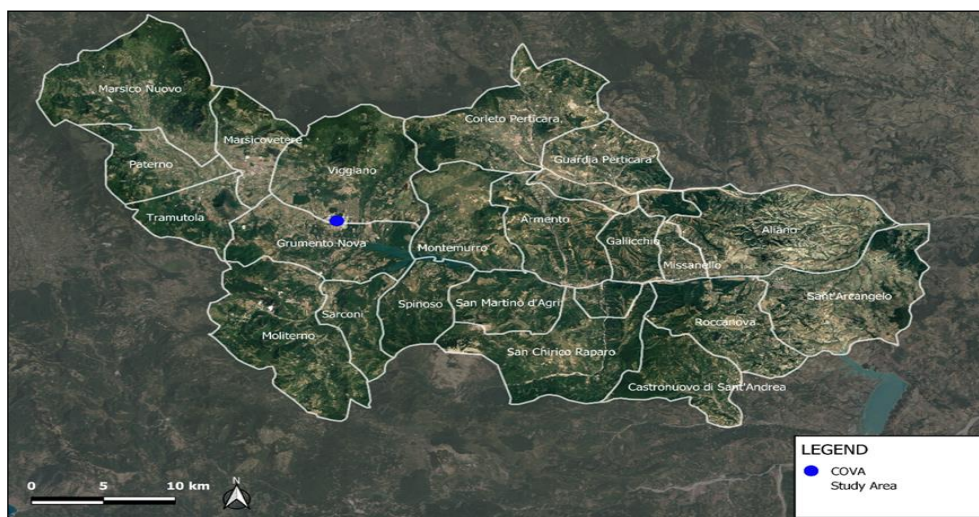 Marsico Nuovo
Corleto Perticara
Marsicovetere
Guardia Perticara
Paterno
Viggiano
Tramutola
Armento
Aliano
Grumento Nova
Montemurro
Gallicchio
Missanello
Spinoso
San Martino d'Agri
Sant'Arcangelo
Sarconi
Roccanova
Moliterno
San Chirico Raparo
Castronuovo di Sant'Andrea
LEGEND
COVA
Study Area
0 5 10 km
N